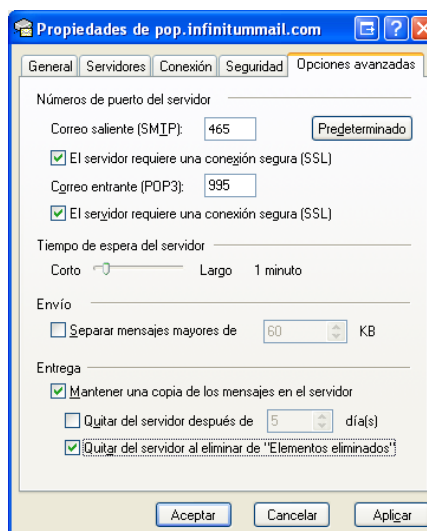 Propiedades de pop.infinitummail.com
General Servidores Conexión Seguridad Opciones avanzadas
Números de puerto del servidor
Correo saliente (SMTP): 465 Predeterminado
El servidor requiere una conexión segura (SSL)
Correo entrante (POP3): 995
El servidor requiere una conexión segura (SSL)
Tiempo de espera del servidor
Corto Largo 1 minuto
Envío
Separar mensajes mayores de 60 KB
Entrega
Mantener una copia de los mensajes en el servidor
Quitar del servidor después de 5 día(s)
Quitar del servidor al eliminar de "Elementos eliminados"
Aceptar Cancelar Aplicar